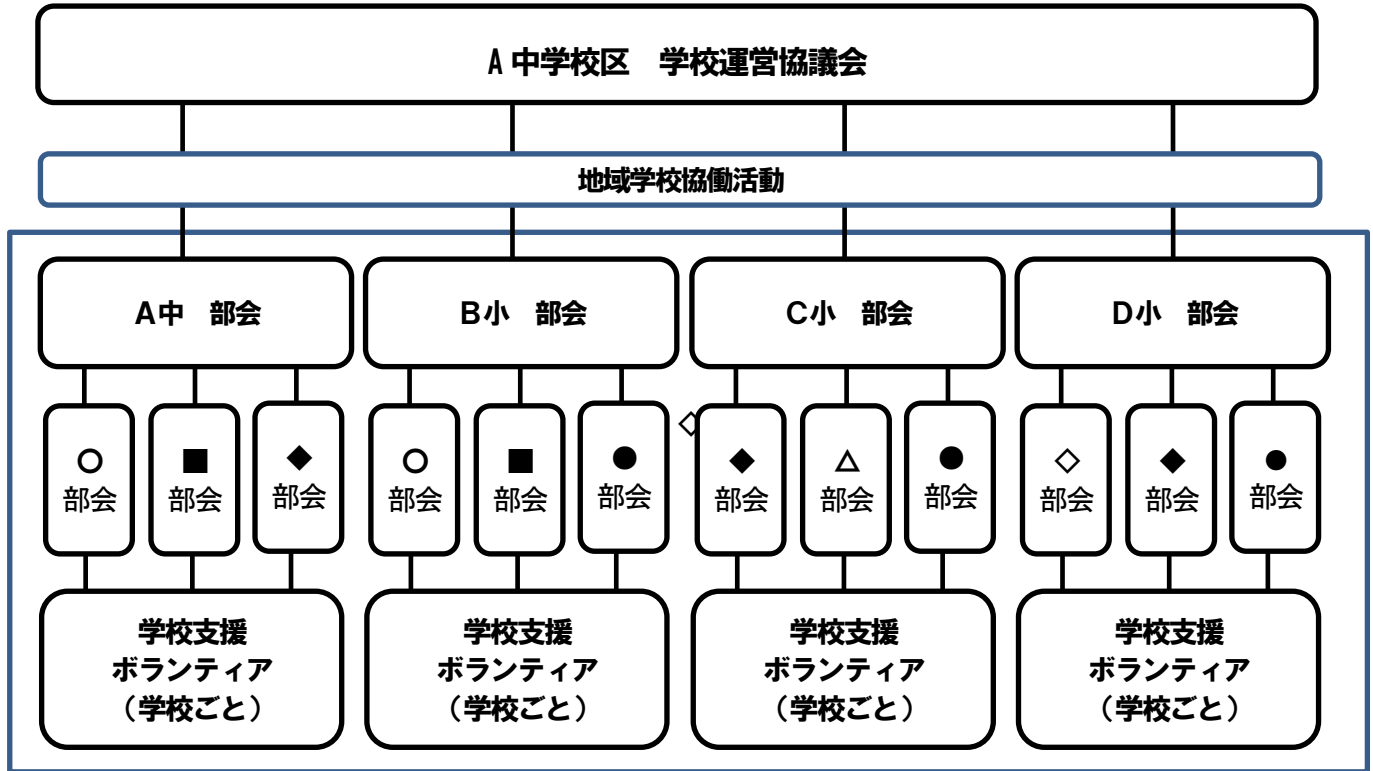 A中学校区　学校運営協議会
地域学校協働活動
A中　部会
B小　部会
C小　部会
D小　部会
○
部会
■
部会
◆
部会
○
部会
■
部会
●
部会
◇
◆
部会
△
部会
●
部会
◇
部会
◆
部会
●
部会
学校支援
ボランティア
（学校ごと）
学校支援
ボランティア
（学校ごと）
学校支援
ボランティア
（学校ごと）
学校支援
ボランティア
（学校ごと）